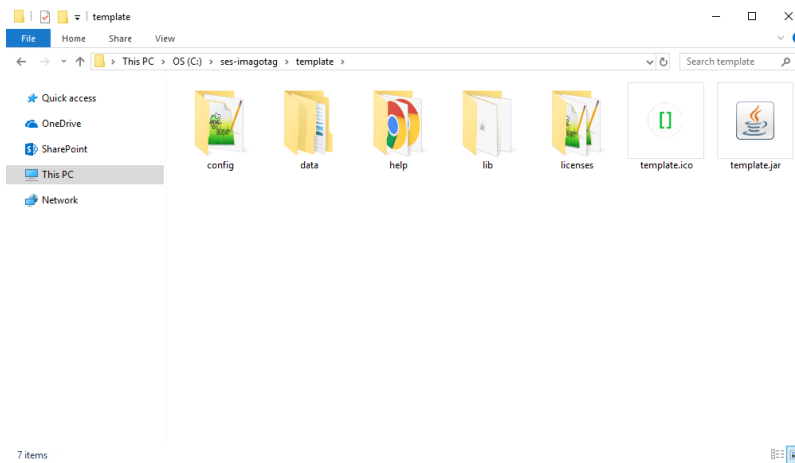 template
File Home Share View
This PC > OS (C:) > ses-imagotag > template >
Search template
Quick access
OneDrive
SharePoint
This PC
Network
config data help lib licenses template.ico template.jar
7 items